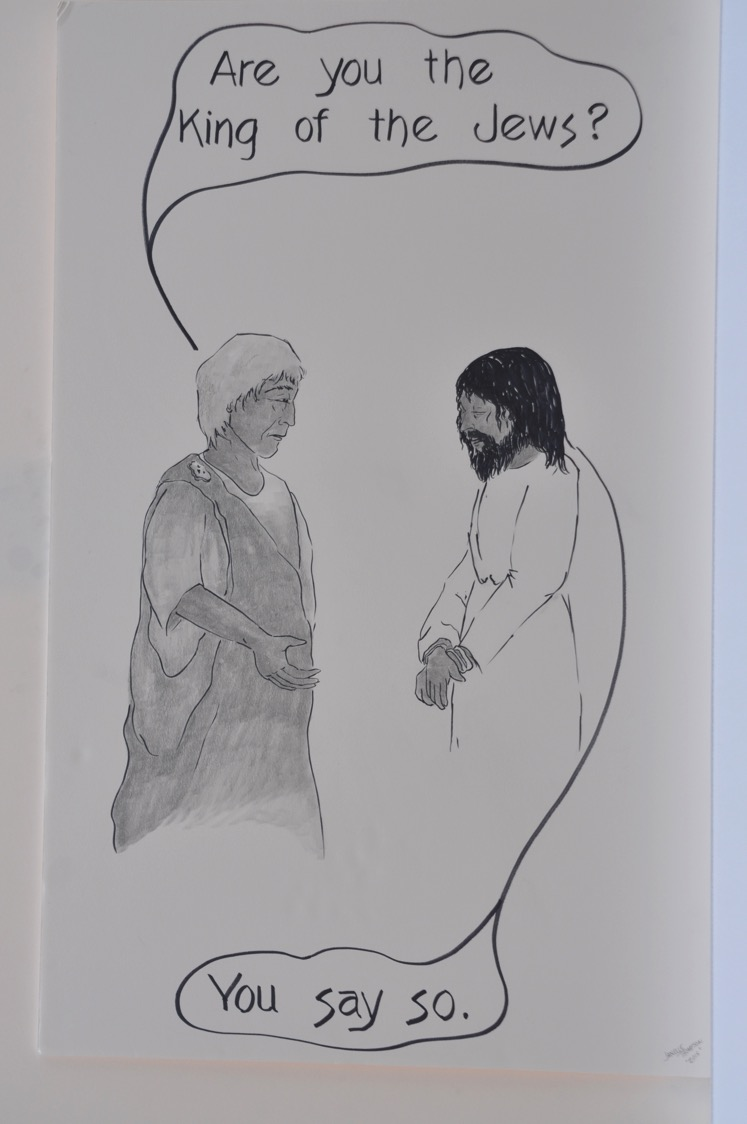 Are you the
King of the Jews?
You say so.